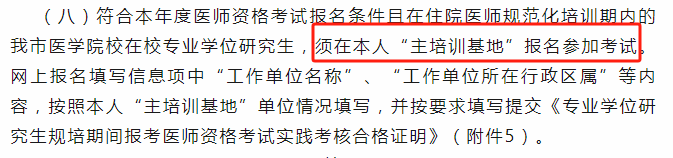 （八）符合本年度医师资格考试报名条件且在住院医师规范化培训期内的
我市医学院校在校专业学位研究生，须在本人“主培训基地”报名参加考试。
网上报名填写信息项中“工作单位名称”、“工作单位所在行政区属”等内
容，按照本人“主培训基地”单位情况填写，并按要求填写提交《专业学位研
究生规培期间报考医师资格考试实践考核合格证明》（附件5）。